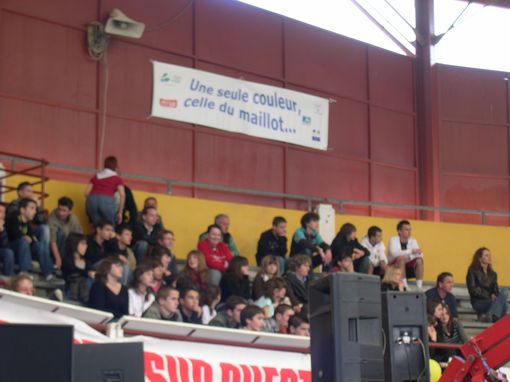 Une seule couleur,
celle du maillot...
SUD OUEST